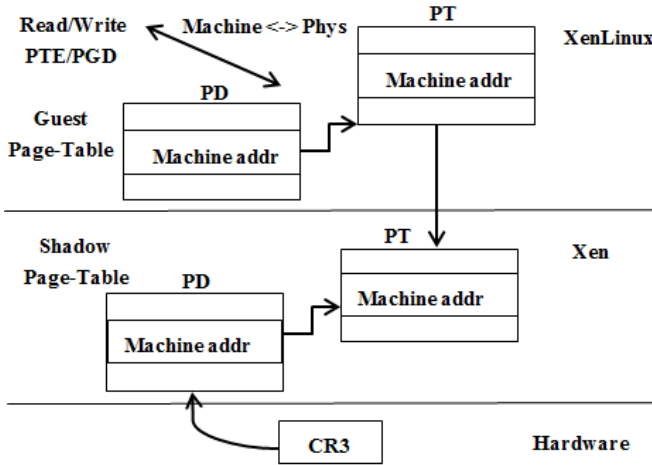 Read/Write
PTE/PGD
Machine <-> Phys
PT
XenLinux
Machine addr
PD
Guest
Page-Table
Machine addr
PT
Xen
Shadow
Page-Table
PD
Machine addr
Machine addr
CR3
Hardware